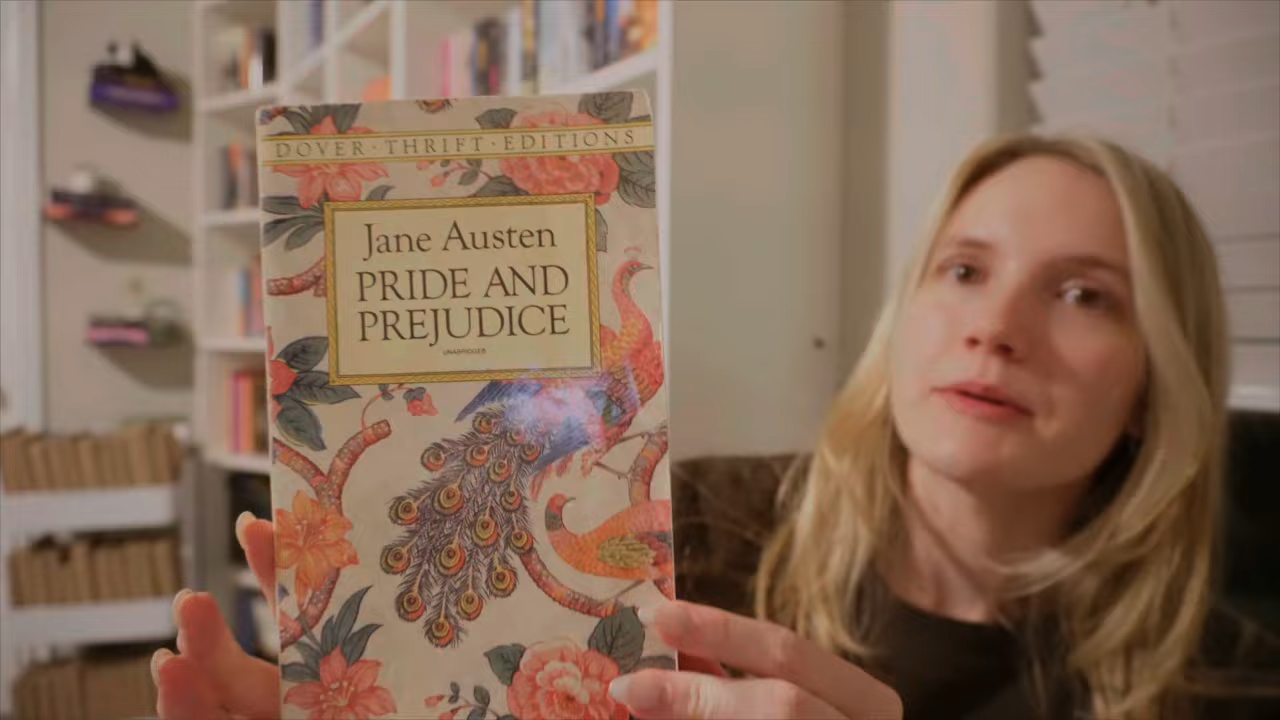 DOVER · THRIFT · EDITIONS
Jane Austen
PRIDE AND
PREJUDICE
UNABRIDGED